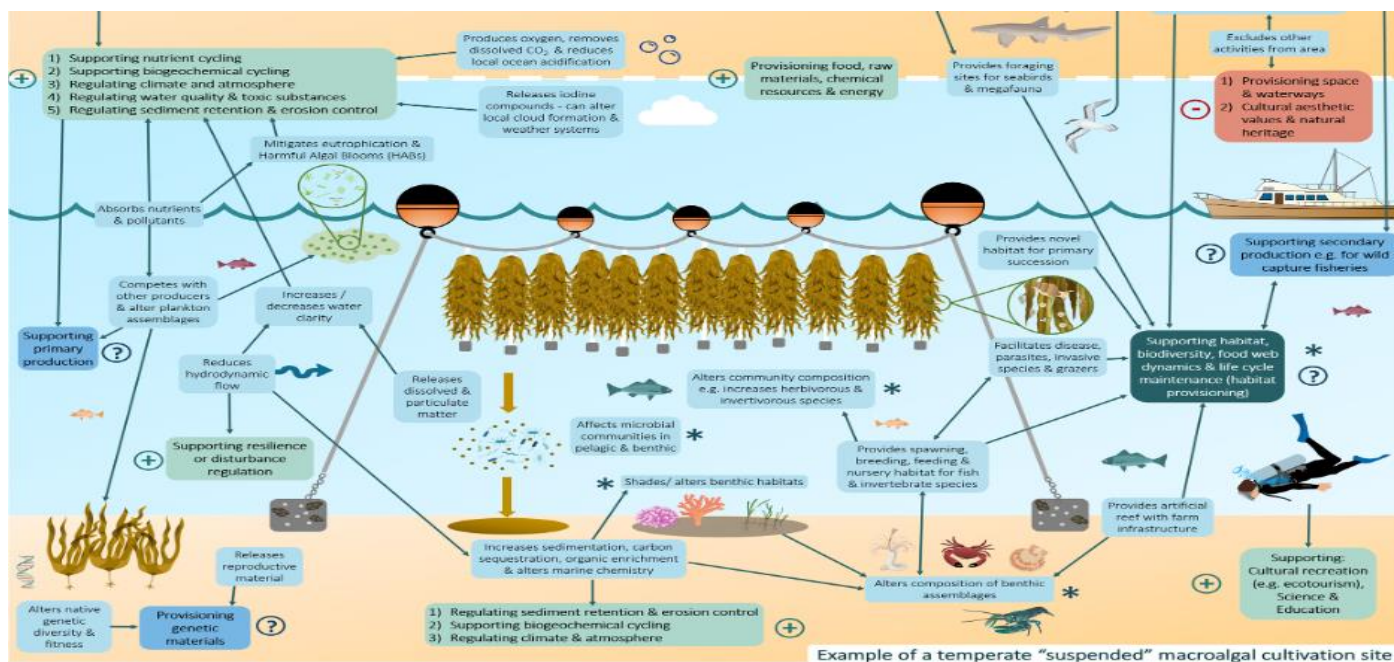 Produces oxygen, removes
dissolved CO₂ & reduces
local ocean acidification
1) Supporting nutrient cycling
2) Supporting biogeochemical cycling
3) Regulating climate and atmosphere
4) Regulating water quality & toxic substances
5) Regulating sediment retention & erosion control
Releases iodine
compounds - can alter
local cloud formation &
weather systems
Provisioning food, raw
materials, chemical
resources & energy
Provides foraging
sites for seabirds
& megafauna
Excludes other
activities from area
1) Provisioning space
& waterways
2) Cultural aesthetic
values & natural
heritage
Mitigates eutrophication &
Harmful Algal Blooms (HABs)
Absorbs nutrients
& pollutants
Provides novel
habitat for primary
succession
Supporting secondary
production e.g. for wild
capture fisheries
?
Competes with
other producers
& alter plankton
assemblages
Increases /
decreases water
clarity
Supporting
primary
production
?
Reduces
hydrodynamic
flow
Releases
dissolved &
particulate
matter
Facilitates disease,
parasites, invasive
species & grazers
Supporting habitat,
biodiversity, food web
dynamics & life cycle
maintenance (habitat
provisioning)
*
?
Alters community composition
e.g. increases herbivorous &
invertivorous species
*
Affects microbial
communities in
pelagic & benthic
*
Supporting resilience
or disturbance
regulation
Provides spawning,
breeding, feeding &
nursery habitat for fish
& invertebrate species
* Shades/ alters benthic habitats
Provides artificial
reef with farm
infrastructure
Increases sedimentation, carbon
sequestration, organic enrichment
& alters marine chemistry
Releases
reproductive
material
Alters composition of benthic
assemblages
*
Supporting:
Cultural recreation
(e.g. ecotourism),
Science &
Education
Alters native
genetic
diversity &
fitness
Provisioning
genetic
materials
?
1) Regulating sediment retention & erosion control
2) Supporting biogeochemical cycling
3) Regulating climate & atmosphere
Example of a temperate “suspended” macroalgal cultivation site